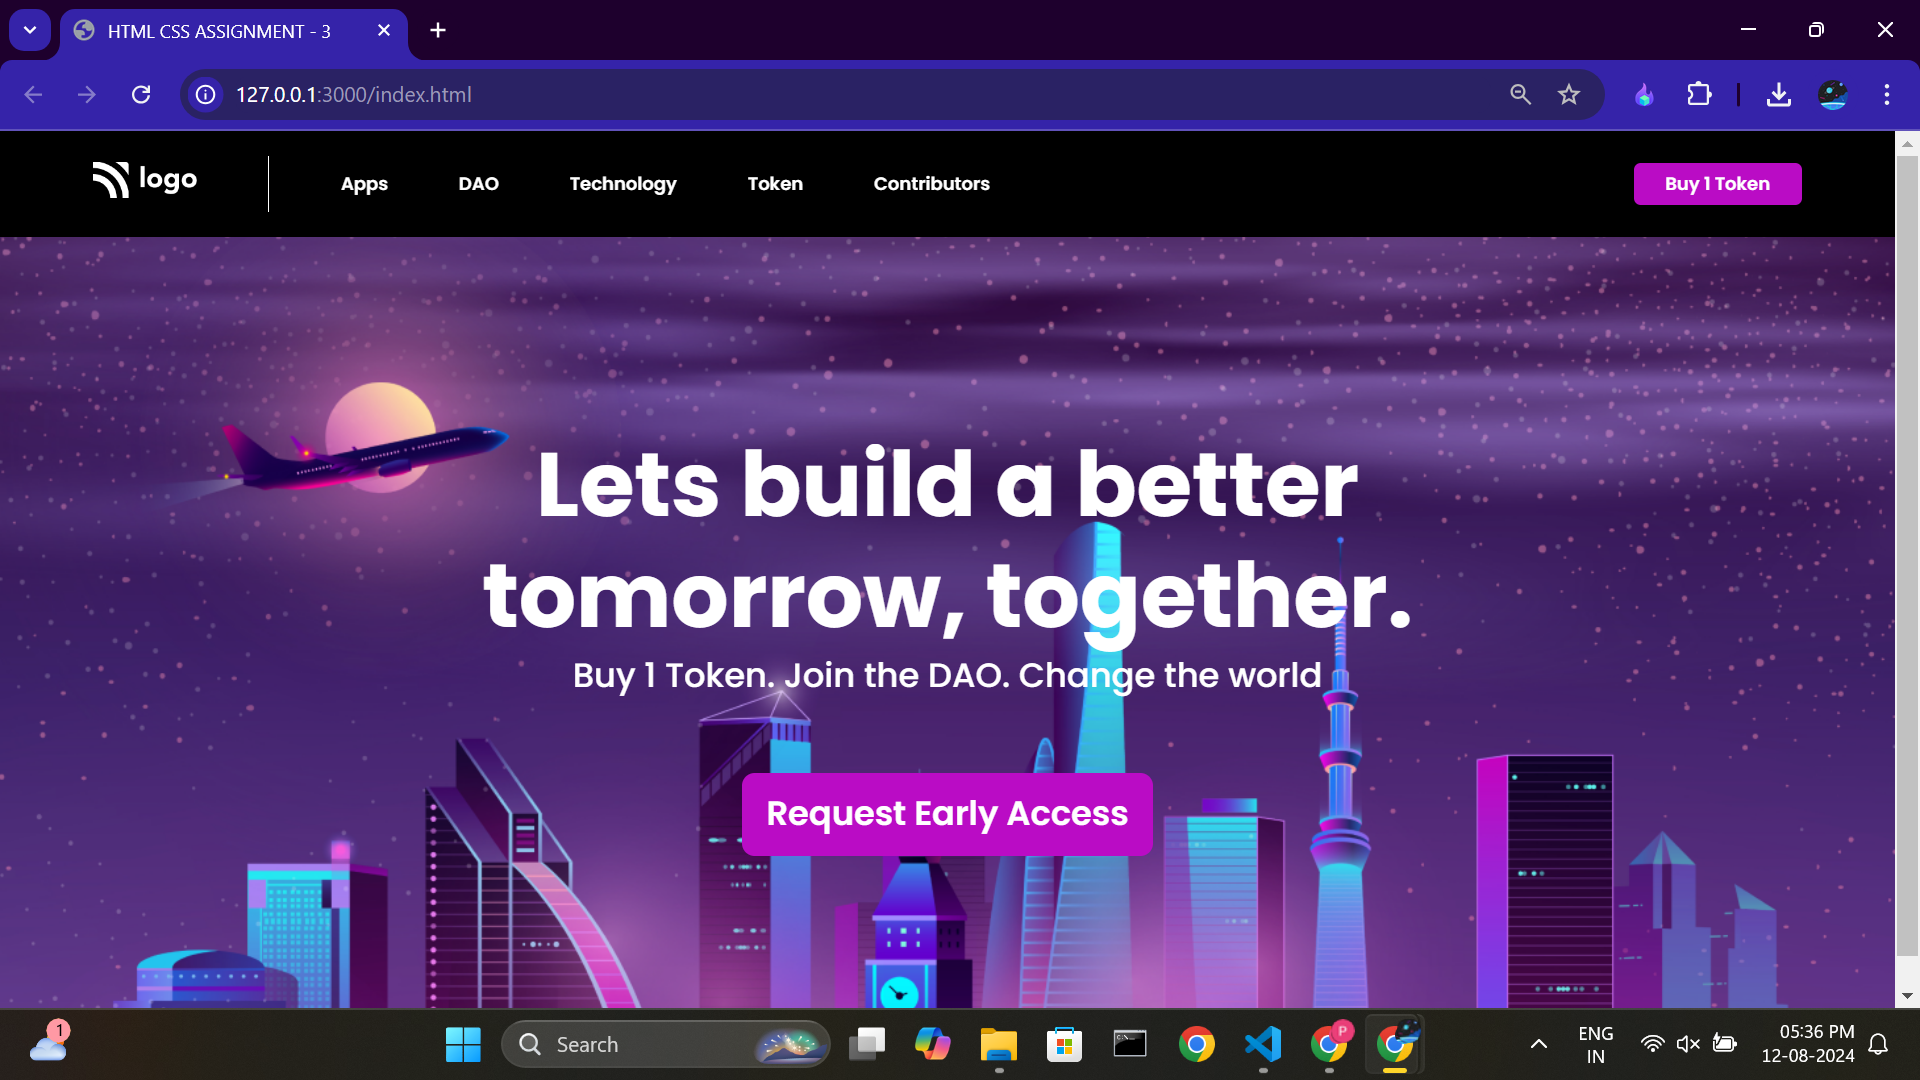 HTML CSS ASSIGNMENT - 3
127.0.0.1:3000/index.html
logo
Apps
DAO
Technology
Token
Contributors
Buy 1 Token
Lets build a better
tomorrow, together.
Buy 1 Token. Join the DAO. Change the world
Request Early Access
1
Search
P
ENG
IN
05:36 PM
12-08-2024